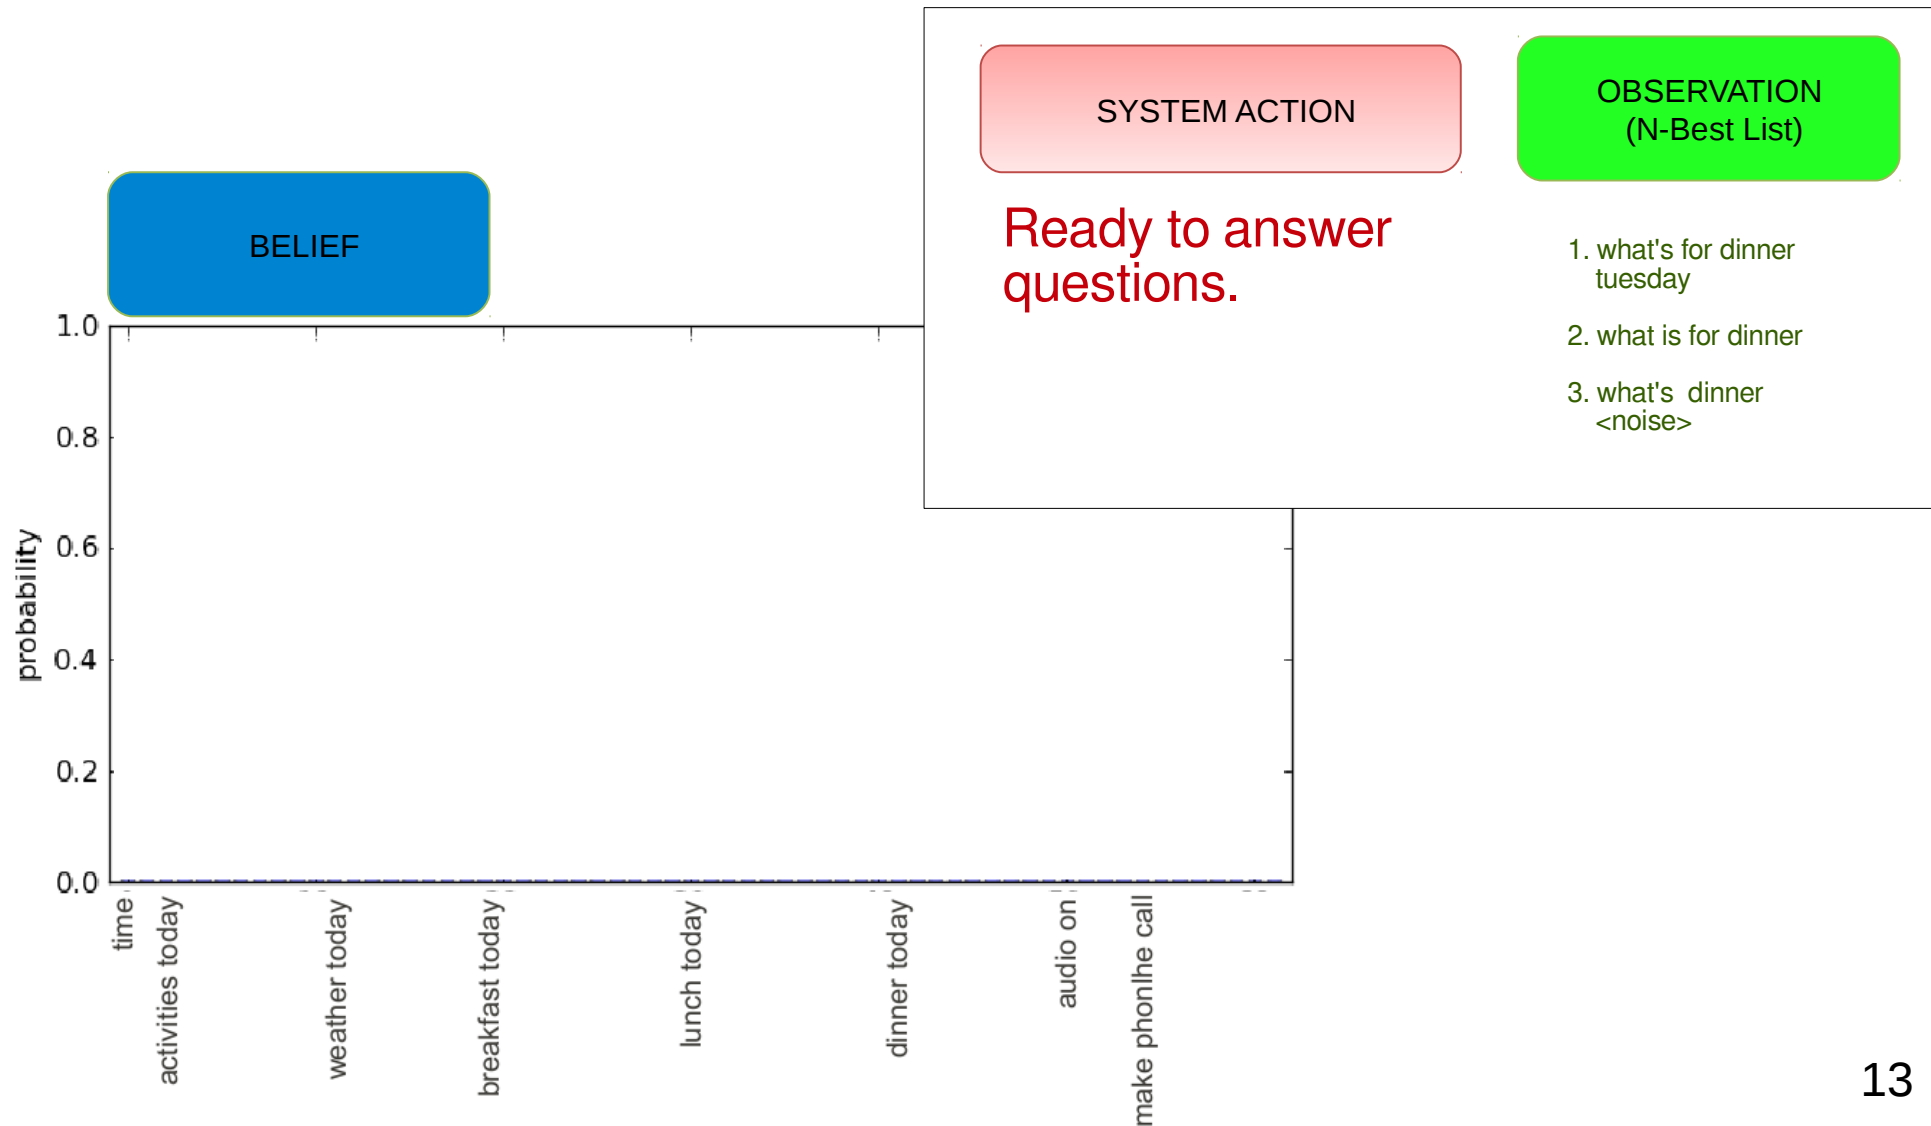 SYSTEM ACTION
OBSERVATION
(N-Best List)
BELIEF
Ready to answer
questions.
1. what's for dinner
tuesday
2. what is for dinner
3. what's dinner
<noise>
1.0
0.8
0.6
0.4
0.2
0.0
probability
time
activities today
weather today
breakfast today
lunch today
dinner today
audio on
make phonlhe call
13